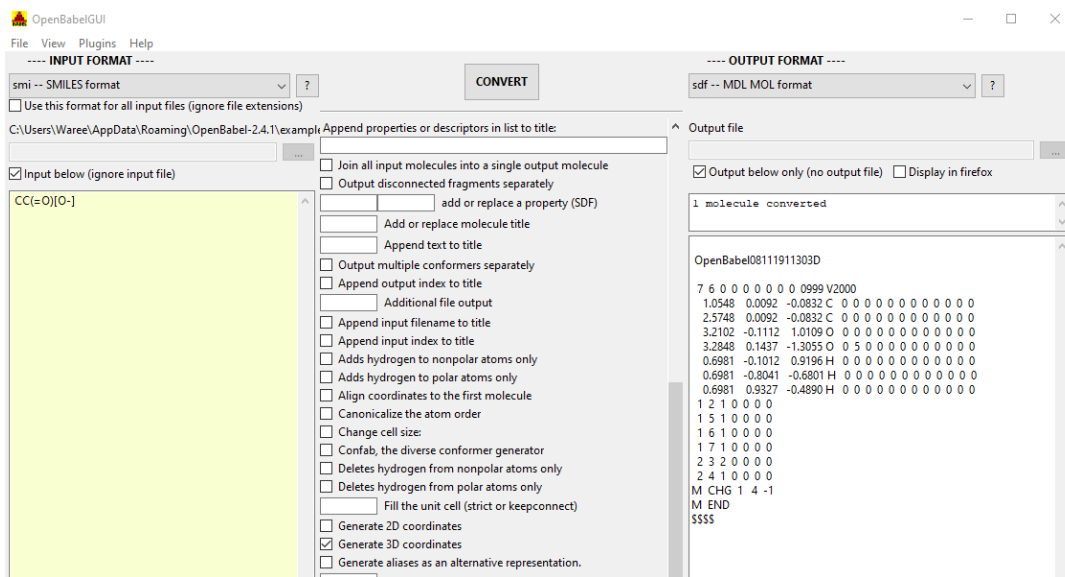 OpenBabelGUI
File View Plugins Help
---- INPUT FORMAT ----
smi -- SMILES format
?
Use this format for all input files (ignore file extensions)
C:\Users\Waree\AppData\Roaming\OpenBabel-2.4.1\example
...
Input below (ignore input file)
CC(=O)[O-]
CONVERT
Append properties or descriptors in list to title:
Join all input molecules into a single output molecule
Output disconnected fragments separately
add or replace a property (SDF)
Add or replace molecule title
Append text to title
Output multiple conformers separately
Append output index to title
Additional file output
Append input filename to title
Append input index to title
Adds hydrogen to nonpolar atoms only
Adds hydrogen to polar atoms only
Align coordinates to the first molecule
Canonicalize the atom order
Change cell size:
Confab, the diverse conformer generator
Deletes hydrogen from nonpolar atoms only
Deletes hydrogen from polar atoms only
Fill the unit cell (strict or keepconnect)
Generate 2D coordinates
Generate 3D coordinates
Generate aliases as an alternative representation.
---- OUTPUT FORMAT ----
sdf -- MDL MOL format
?
Output file
...
Output below only (no output file) Display in firefox
1 molecule converted
OpenBabel08111911303D
7 6 0 0 0 0 0 0 0 0999 V2000
1.0548 0.0092 -0.0832 C 0 0 0 0 0 0 0 0 0 0 0 0
2.5748 0.0092 -0.0832 C 0 0 0 0 0 0 0 0 0 0 0 0
3.2102 -0.1112 1.0109 O 0 0 0 0 0 0 0 0 0 0 0 0
3.2848 0.1437 -1.3055 O 0 5 0 0 0 0 0 0 0 0 0 0
0.6981 -0.1012 0.9196 H 0 0 0 0 0 0 0 0 0 0 0 0
0.6981 -0.8041 -0.6801 H 0 0 0 0 0 0 0 0 0 0 0 0
0.6981 0.9327 -0.4890 H 0 0 0 0 0 0 0 0 0 0 0 0
1 2 1 0 0 0 0
1 5 1 0 0 0 0
1 6 1 0 0 0 0
1 7 1 0 0 0 0
2 3 2 0 0 0 0
2 4 1 0 0 0 0
M CHG 1 4 -1
M END
$$$$